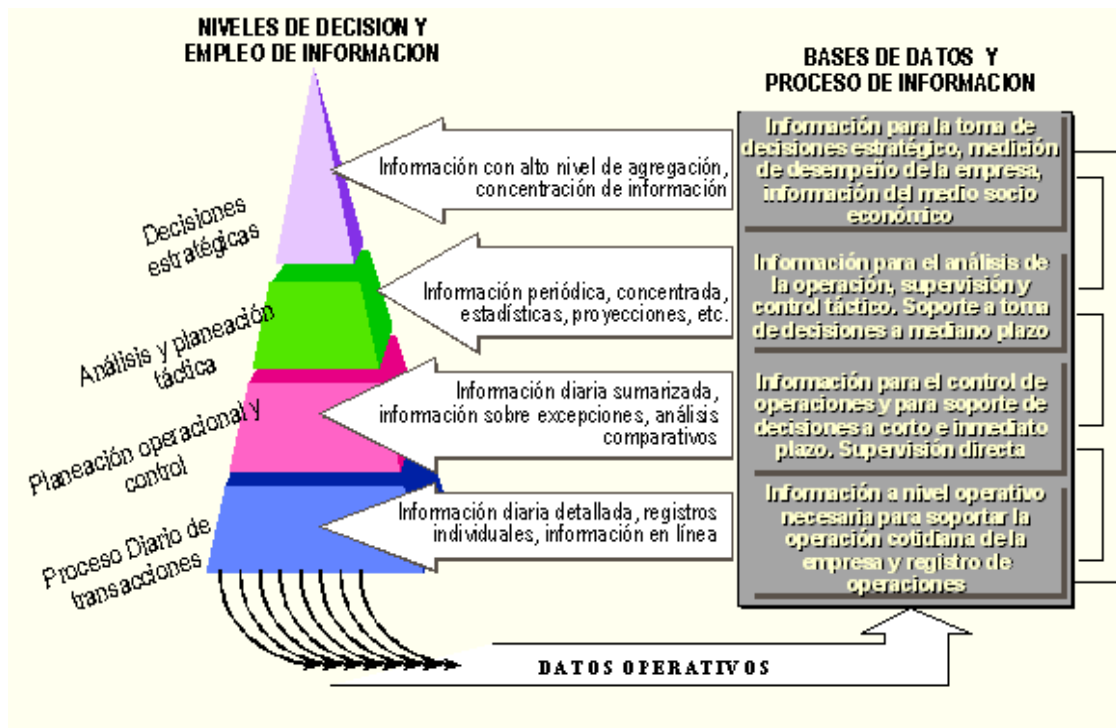 NIVELES DE DECISION Y
EMPLEO DE INFORMACION
BASES DE DATOS Y
PROCESO DE INFORMACION
Decisiones
estratégicas
Información con alto nivel de agregación,
concentración de información
Información para la toma de
decisiones estratégico, medición
de desempeño de la empresa,
información del medio socio
económico
Análisis y planeación
táctica
Información periódica, concentrada,
estadísticas, proyecciones, etc.
Información para el análisis de
la operación, supervisión y
control táctico. Soporte a toma
de decisiones a mediano plazo
Planeación operacional y
control
Información diaria sumarizada,
información sobre excepciones, análisis
comparativos
Información para el control de
operaciones y para soporte de
decisiones a corto e inmediato
plazo. Supervisión directa
Proceso Diario de
transacciones
Información diaria detallada, registros
individuales, información en línea
Información a nivel operativo
necesaria para soportar la
operación cotidiana de la
empresa y registro de
operaciones
DATOS OPERATIVOS